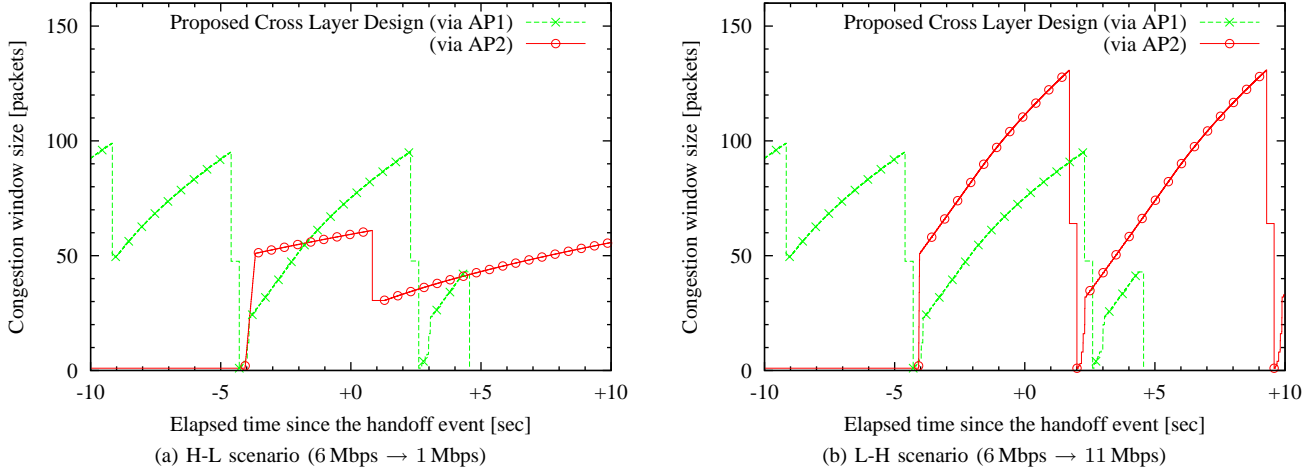 Proposed Cross Layer Design (via AP1)
(via AP2)
150
100
50
0
Congestion window size [packets]
-10 -5 +0 +5 +10
Elapsed time since the handoff event [sec]
(a) H-L scenario (6 Mbps → 1 Mbps)
Proposed Cross Layer Design (via AP1)
(via AP2)
150
100
50
0
Congestion window size [packets]
-10 -5 +0 +5 +10
Elapsed time since the handoff event [sec]
(b) L-H scenario (6 Mbps → 11 Mbps)